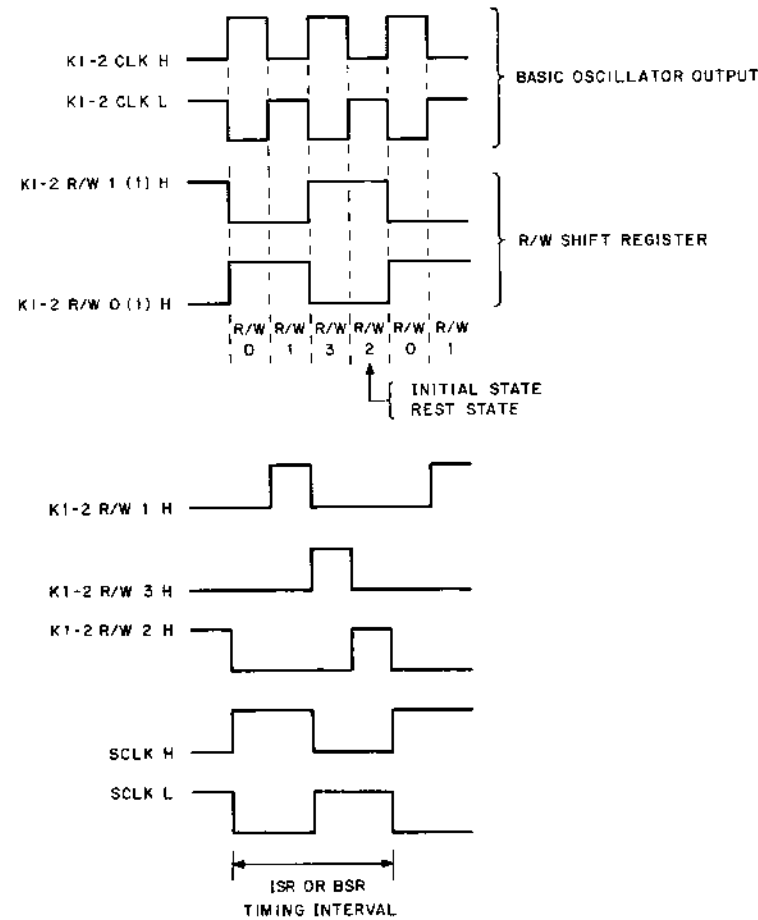 K1-2 CLK H
K1-2 CLK L
BASIC OSCILLATOR OUTPUT
K1-2 R/W 1 (1) H
K1-2 R/W 0 (1) H
R/W SHIFT REGISTER
R/W R/W R/W R/W R/W R/W
0 1 3 2 0 1
INITIAL STATE
REST STATE
K1-2 R/W 1 H
K1-2 R/W 3 H
K1-2 R/W 2 H
SCLK H
SCLK L
ISR OR BSR
TIMING INTERVAL